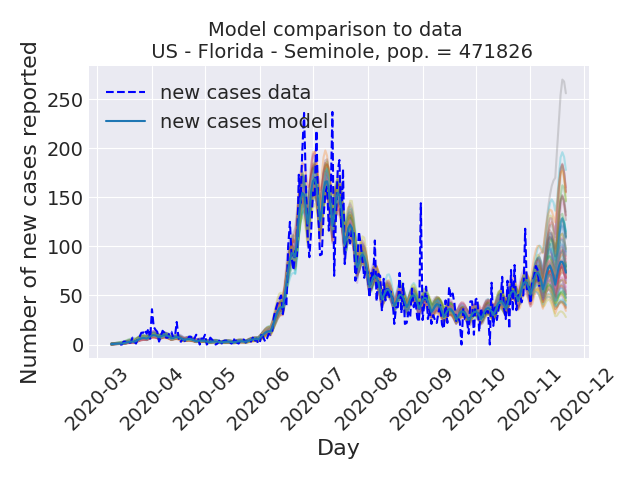 Model comparison to data
US - Florida - Seminole, pop. = 471826
Number of new cases reported
250
200
150
100
50
0
new cases data
new cases model
2020-03
2020-04
2020-05
2020-06
2020-07
2020-08
2020-09
2020-10
2020-11
2020-12
Day